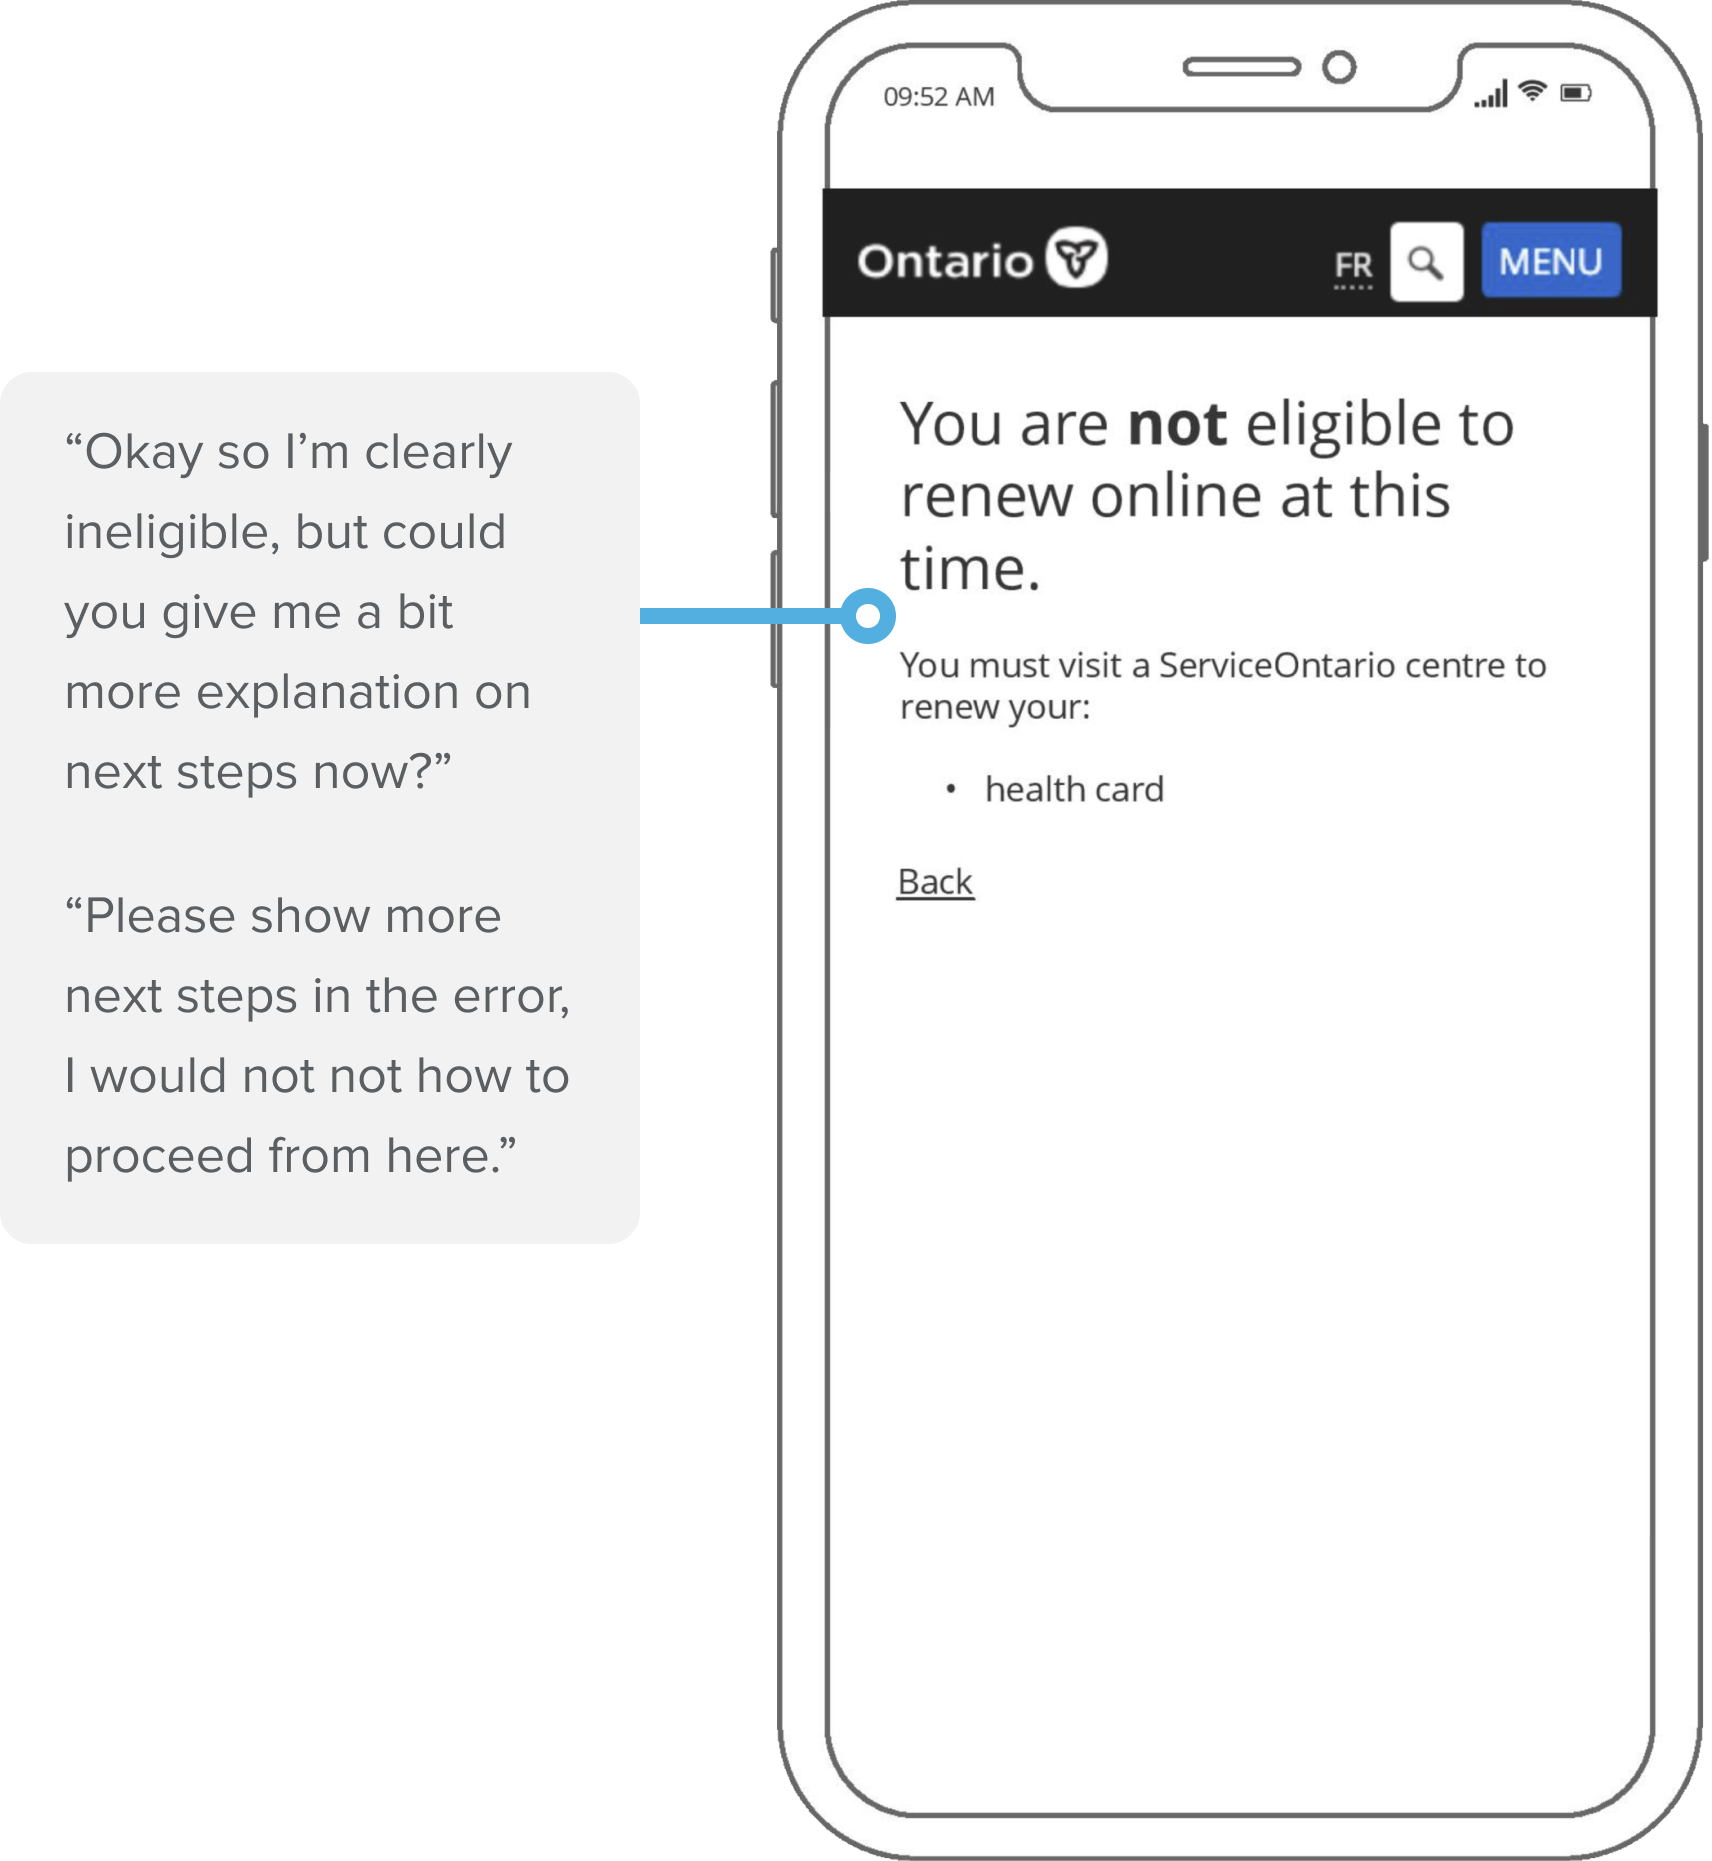 “Okay so I’m clearly
ineligible, but could
you give me a bit
more explanation on
next steps now?”
“Please show more
next steps in the error,
I would not not how to
proceed from here.”
09:52 AM
Ontario
FR
MENU
You are not eligible to
renew online at this
time.
You must visit a ServiceOntario centre to
renew your:
• health card
Back